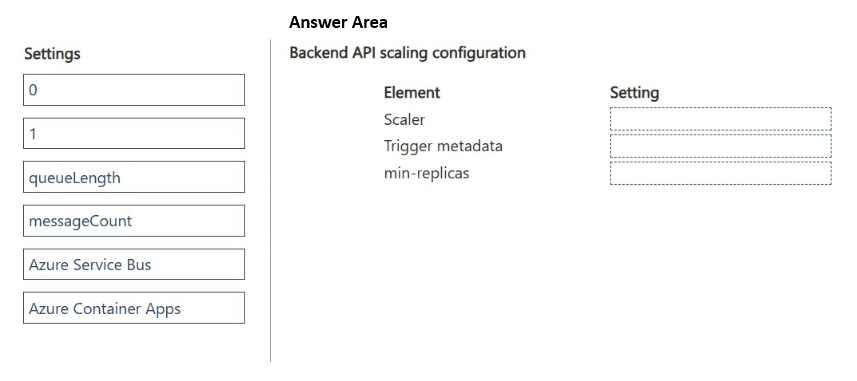 Answer Area
Settings
Backend API scaling configuration
0
1
queueLength
messageCount
Azure Service Bus
Azure Container Apps
Element
Setting
Scaler
Trigger metadata
min-replicas